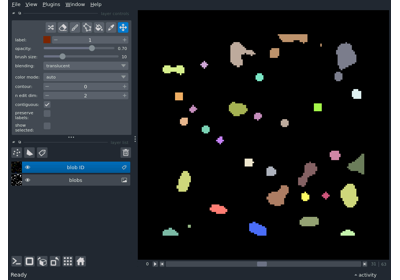 File View Plugins Window Help
label: 1
opacity: 0.70
brush size: 10
blending: translucent
color mode: auto
contour: 0
n edit dim: 2
contiguous:
preserve labels:
show selected:
blob ID
blobs
0
Ready
activity